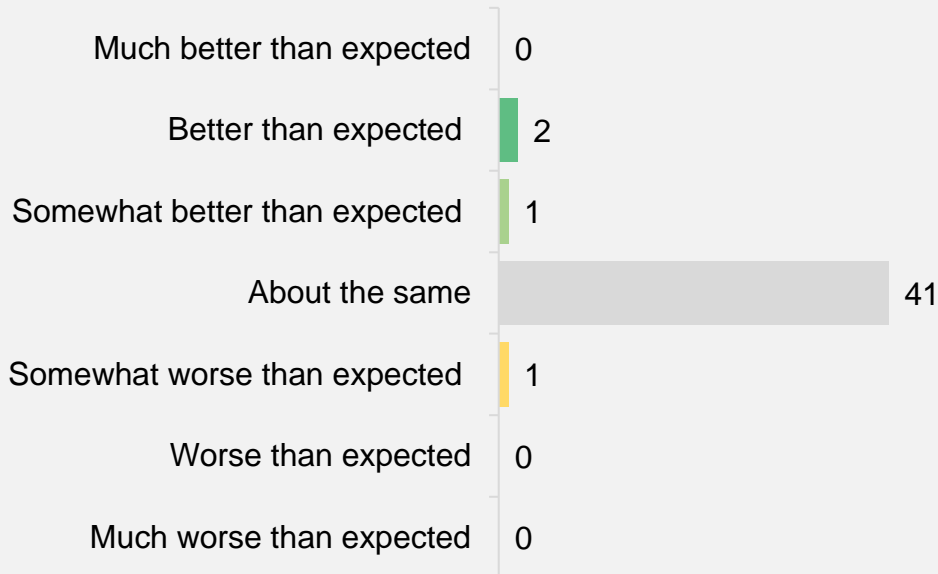 Much better than expected 0
Better than expected 2
Somewhat better than expected 1
About the same 41
Somewhat worse than expected 1
Worse than expected 0
Much worse than expected 0